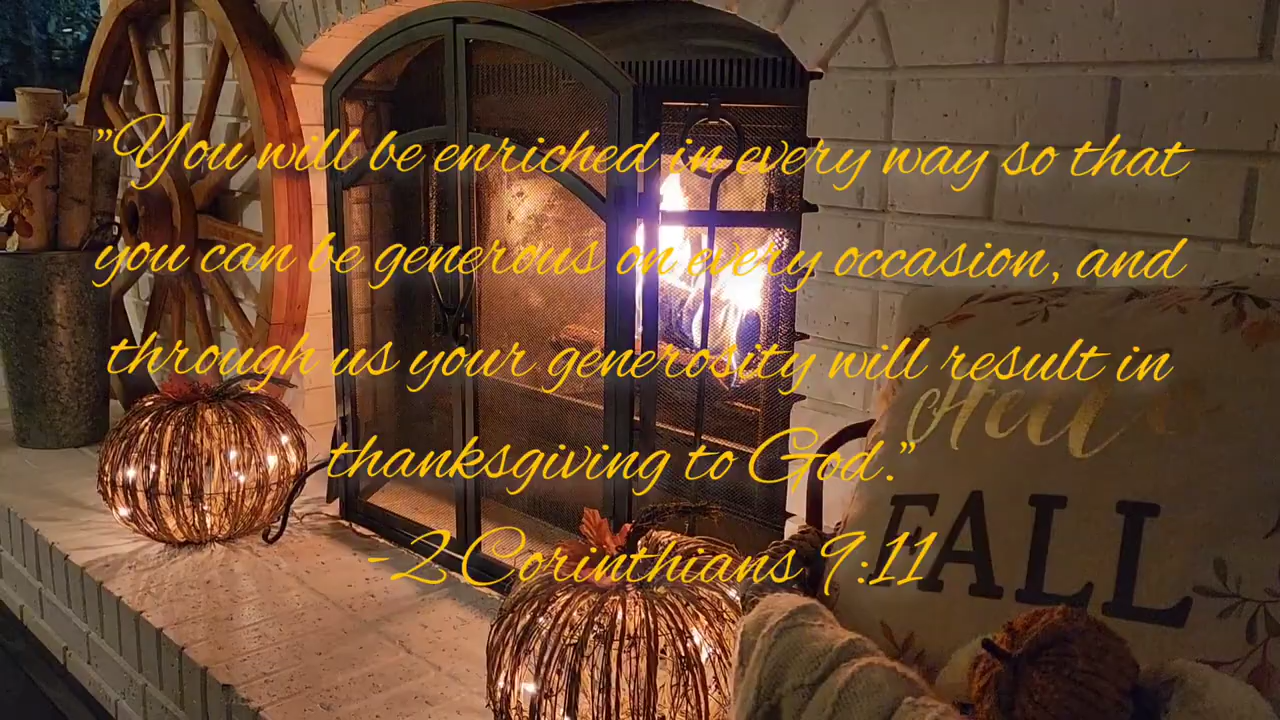 "You will be enriched in every way so that
you can be generous on every occasion, and
through us your generosity will result in
thanksgiving to God."
-2 Corinthians 9:11
Hello
FALL